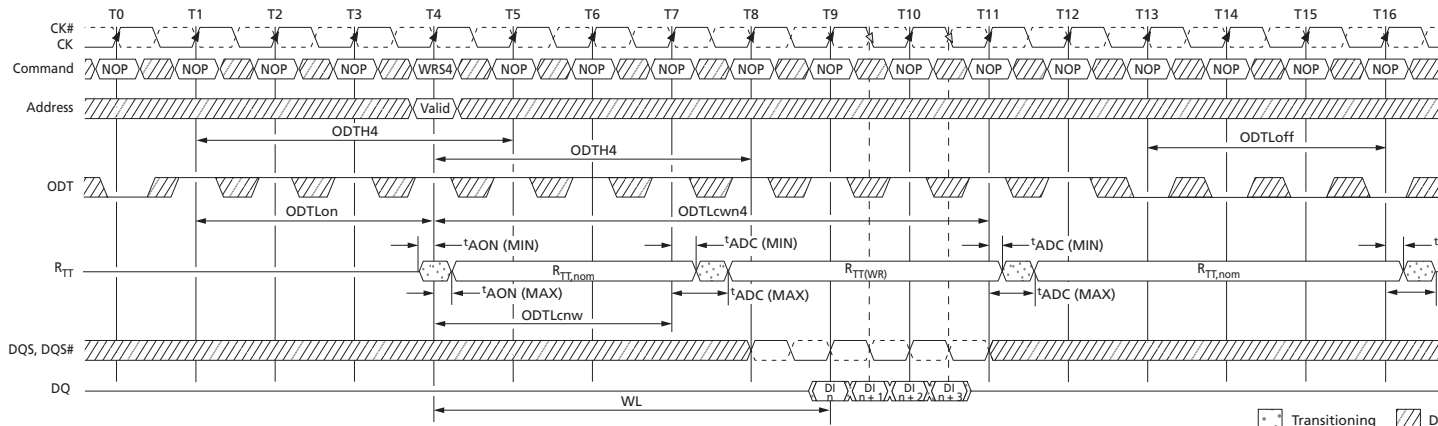 T0 T1 T2 T3 T4 T5 T6 T7 T8 T9 T10 T11 T12 T13 T14 T15 T16
CK#
CK
Command NOP NOP NOP NOP WRS4 NOP NOP NOP NOP NOP NOP NOP NOP NOP NOP NOP NOP
Address Valid
ODTH4 ODTLoff
ODTH4
ODT
ODTLon ODTLcwn4
tAON (MIN) tADC (MIN) tADC (MIN) t
RTT RTT,nom RTT(WR) RTT,nom
tAON (MAX) tADC (MAX) tADC (MAX)
ODTLcnw
DQS, DQS#
DQ DI n DI n + 1 DI n + 2 DI n + 3
WL
Transitioning D